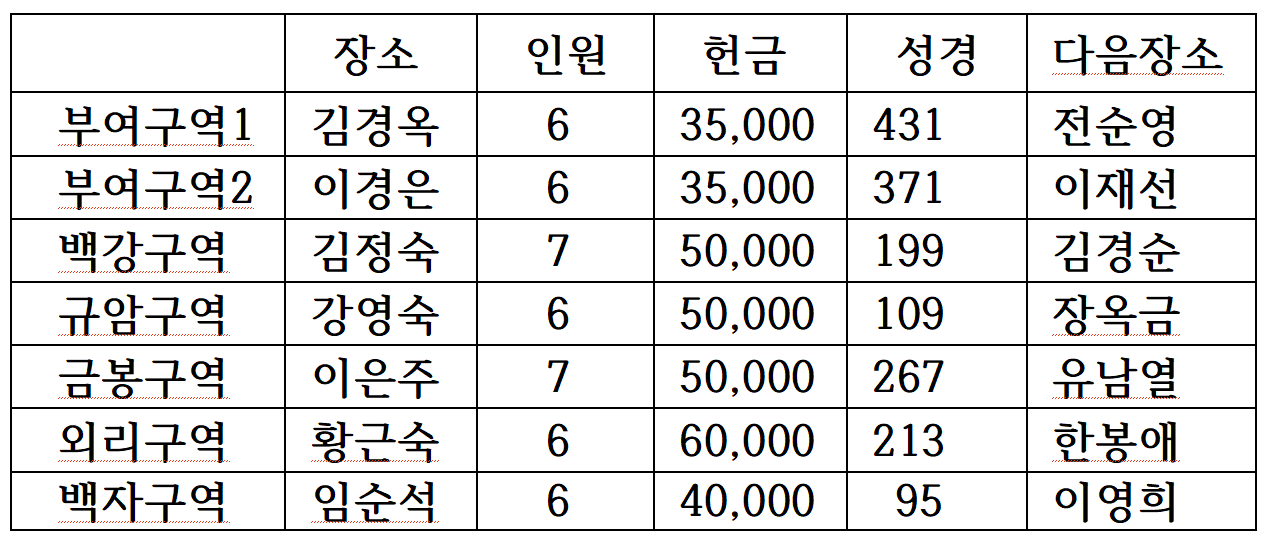 장소 인원 헌금 성경 다음장소
부여구역1 김경옥 6 35,000 431 전순영
부여구역2 이경은 6 35,000 371 이재선
백강구역 김정숙 7 50,000 199 김경순
규암구역 강영숙 6 50,000 109 장옥금
금봉구역 이은주 7 50,000 267 유남열
외리구역 황근숙 6 60,000 213 한봉애
백자구역 임순석 6 40,000 95 이영희